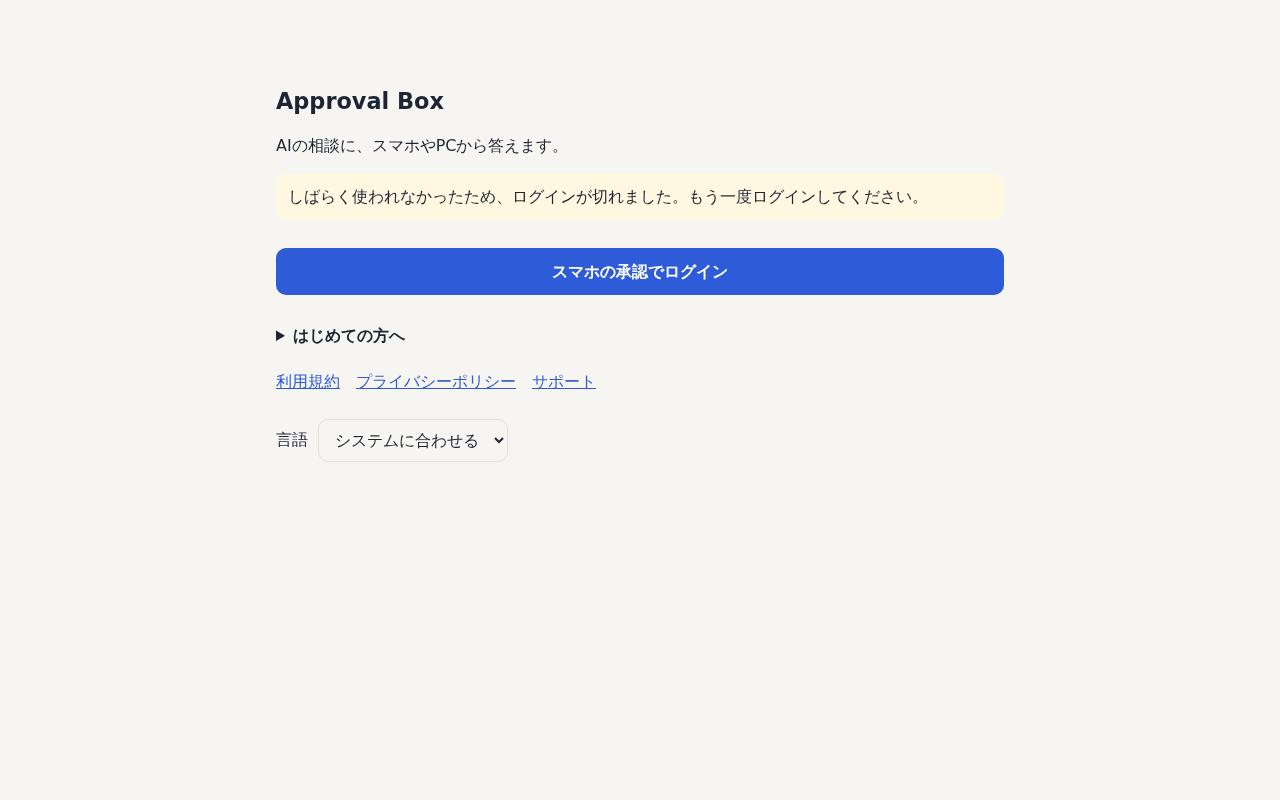 Approval Box
AIの相談に、スマホやPCから答えます。
しばらく使われなかったため、ログインが切れました。もう一度ログインしてください。
スマホの承認でログイン
はじめての方へ
利用規約 プライバシーポリシー サポート
言語 システムに合わせる